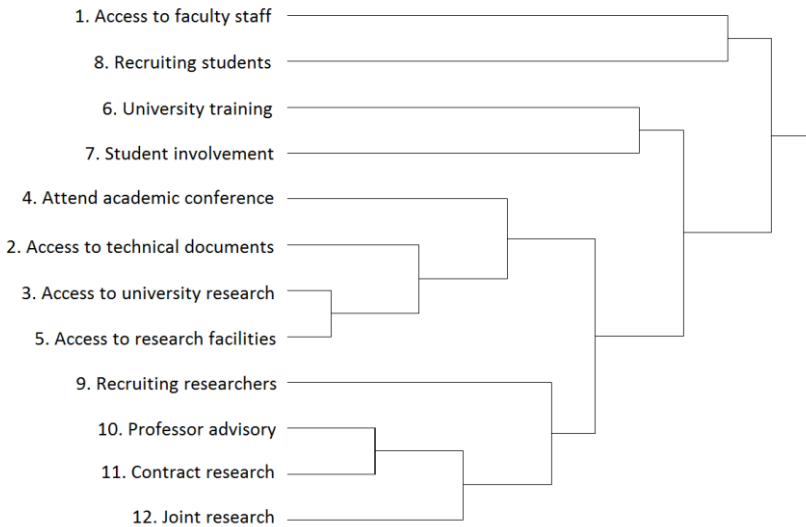 1. Access to faculty staff
8. Recruiting students
6. University training
7. Student involvement
4. Attend academic conference
2. Access to technical documents
3. Access to university research
5. Access to research facilities
9. Recruiting researchers
10. Professor advisory
11. Contract research
12. Joint research